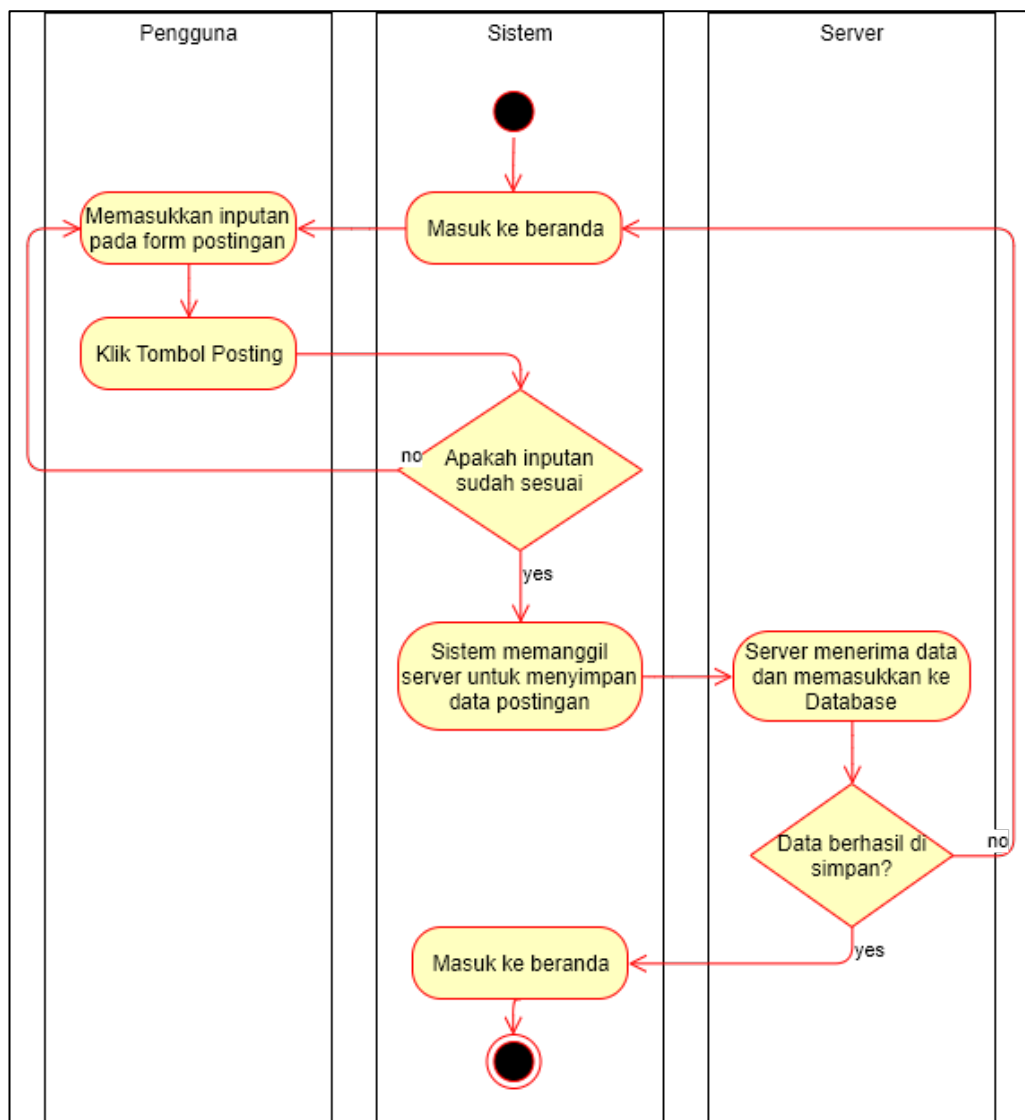 Pengguna
Sistem
Server
Memasukkan inputan
pada form postingan
Masuk ke beranda
Klik Tombol Posting
no
Apakah inputan
sudah sesuai
yes
Sistem memanggil
server untuk menyimpan
data postingan
Server menerima data
dan memasukkan ke
Database
Data berhasil di
simpan?
no
yes
Masuk ke beranda